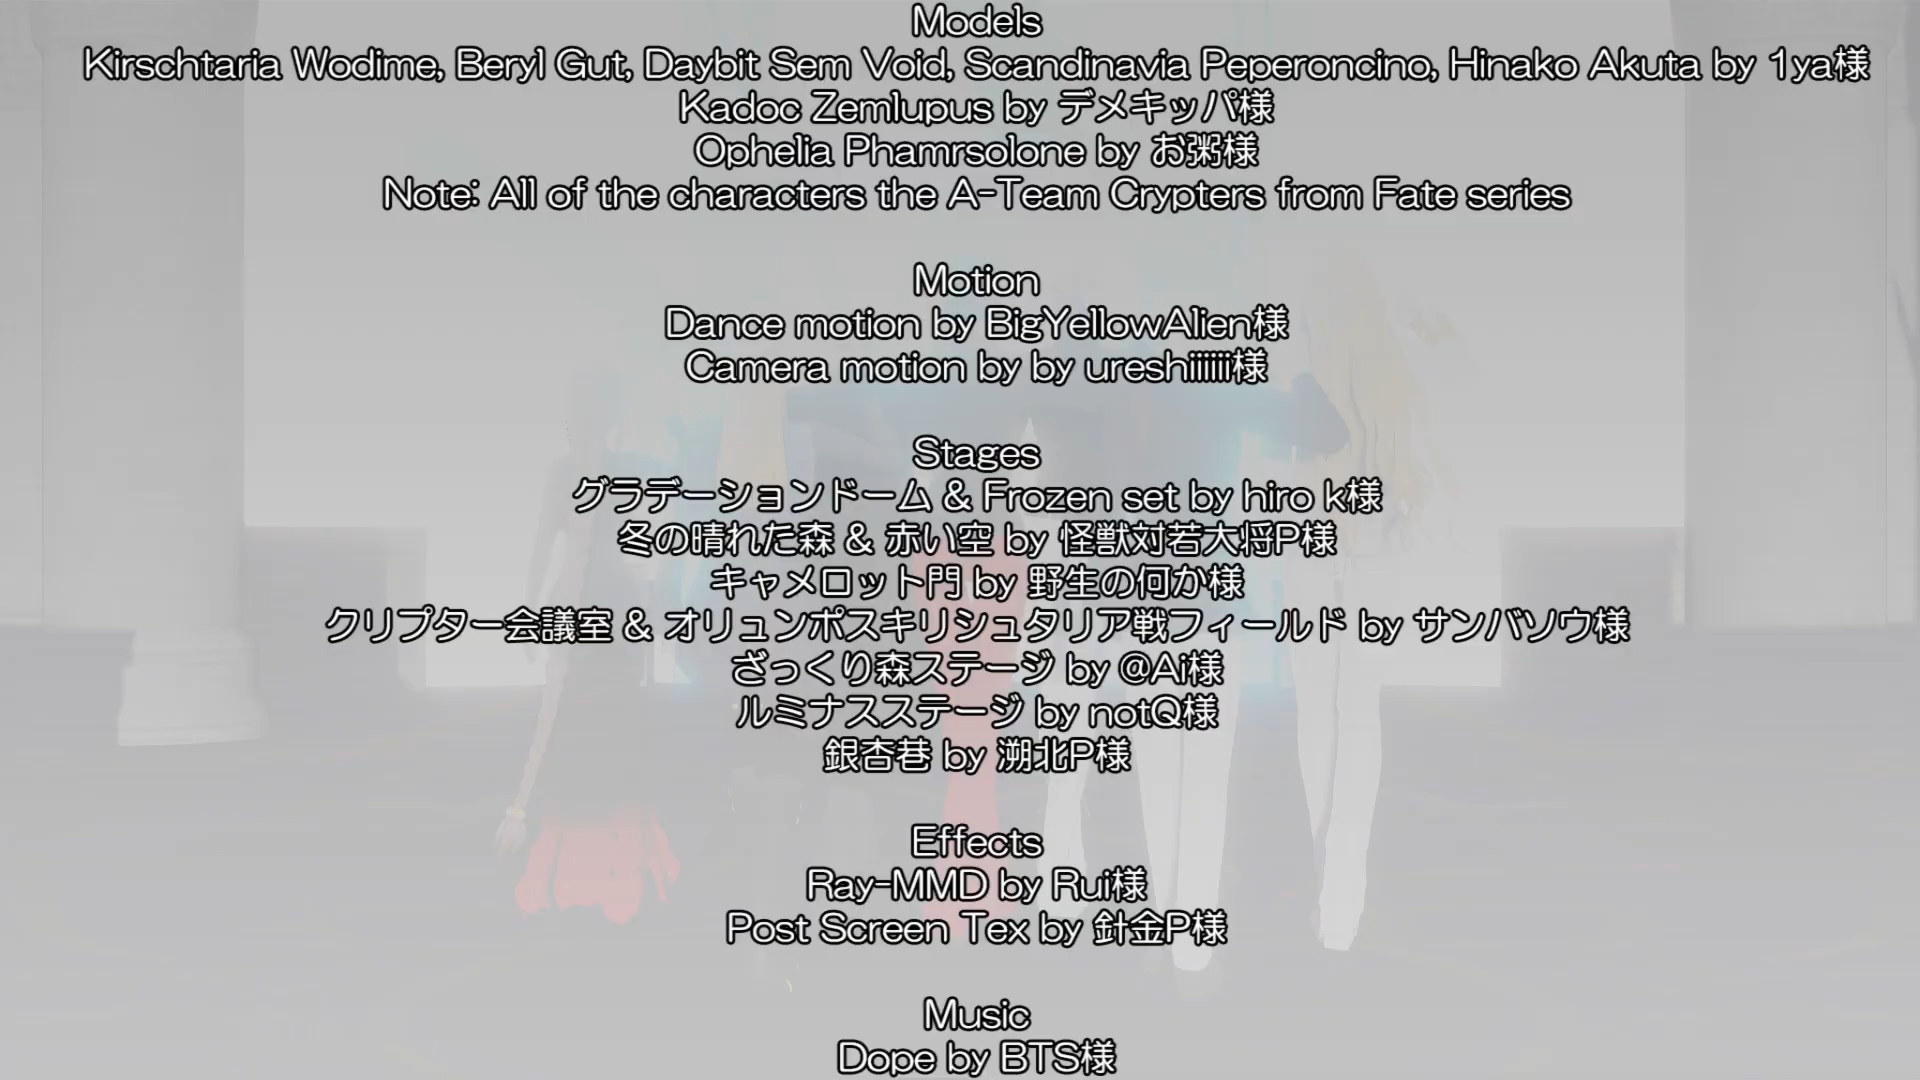 Models
Kirschtaria Wodime, Beryl Gut, Daybit Sem Void, Scandinavia Peperoncino, Hinako Akuta by 1ya様
Kadoc Zemlupus by デメキッパ様
Ophelia Phamrsolone by お粥様
Note: All of the characters the A-Team Crypters from Fate series
Motion
Dance motion by BigYellowAlien様
Camera motion by by ureshiiiiii様
Stages
グラデーションドーム & Frozen set by hiro k様
冬の晴れた森 & 赤い空 by 怪獣対若大将P様
キャメロット門 by 野生の何か様
クリプター会議室 & オリュンポスキリシュタリア戦フィールド by サンバソウ様
ざっくり森ステージ by @Ai様
ルミナスステージ by notQ様
銀杏巷 by 溯北P様
Effects
Ray-MMD by Rui様
Post Screen Tex by 針金P様
Music
Dope by BTS様